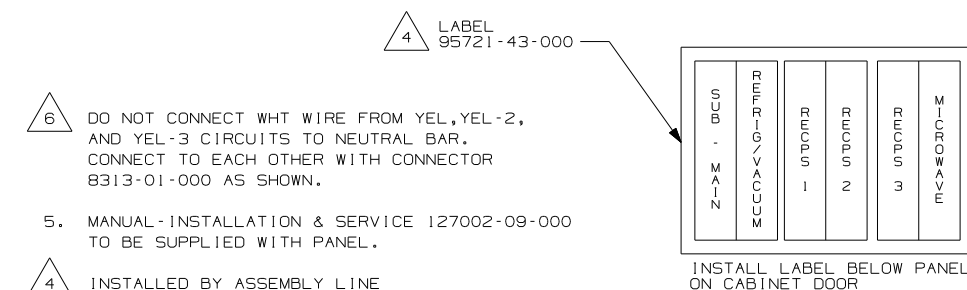 4 LABEL
95721-43-000
6 DO NOT CONNECT WHT WIRE FROM YEL,YEL-2,
AND YEL-3 CIRCUITS TO NEUTRAL BAR.
CONNECT TO EACH OTHER WITH CONNECTOR
8313-01-000 AS SHOWN.
5. MANUAL-INSTALLATION & SERVICE 127002-09-000
TO BE SUPPLIED WITH PANEL.
4 INSTALLED BY ASSEMBLY LINE
SUB - MAIN
REFRIG/VACUUM
RECPS 1
RECPS 2
RECPS 3
MICROWAVE
INSTALL LABEL BELOW PANEL
ON CABINET DOOR